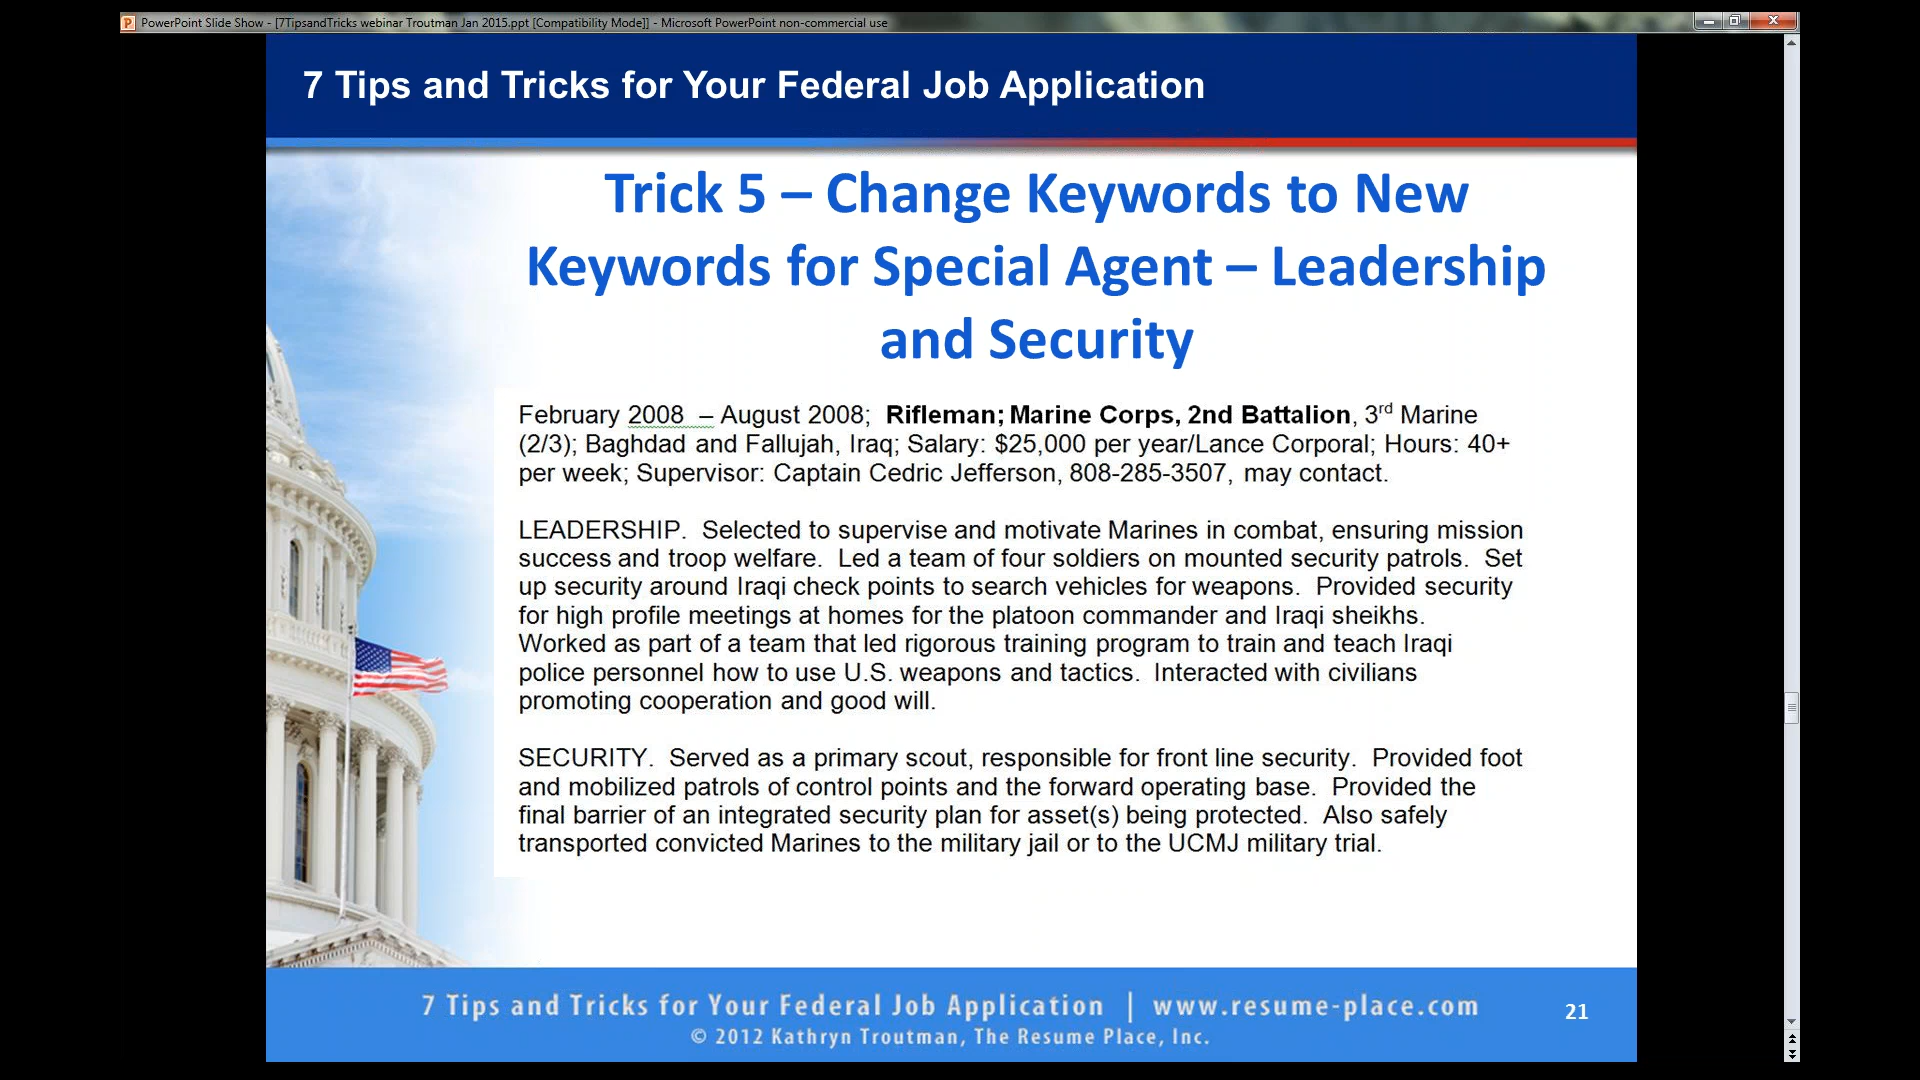 PowerPoint Slide Show - [7TipsandTricks webinar Troutman Jan 2015.ppt [Compatibility Mode]] - Microsoft PowerPoint non-commercial use
7 Tips and Tricks for Your Federal Job Application
Trick 5 – Change Keywords to New
Keywords for Special Agent – Leadership
and Security
February 2008 – August 2008; Rifleman; Marine Corps, 2nd Battalion, 3rd Marine
(2/3); Baghdad and Fallujah, Iraq; Salary: $25,000 per year/Lance Corporal; Hours: 40+
per week; Supervisor: Captain Cedric Jefferson, 808-285-3507, may contact.
LEADERSHIP. Selected to supervise and motivate Marines in combat, ensuring mission
success and troop welfare. Led a team of four soldiers on mounted security patrols. Set
up security around Iraqi check points to search vehicles for weapons. Provided security
for high profile meetings at homes for the platoon commander and Iraqi sheikhs.
Worked as part of a team that led rigorous training program to train and teach Iraqi
police personnel how to use U.S. weapons and tactics. Interacted with civilians
promoting cooperation and good will.
SECURITY. Served as a primary scout, responsible for front line security. Provided foot
and mobilized patrols of control points and the forward operating base. Provided the
final barrier of an integrated security plan for asset(s) being protected. Also safely
transported convicted Marines to the military jail or to the UCMJ military trial.
7 Tips and Tricks for Your Federal Job Application | www.resume-place.com
© 2012 Kathryn Troutman, The Resume Place, Inc.
21